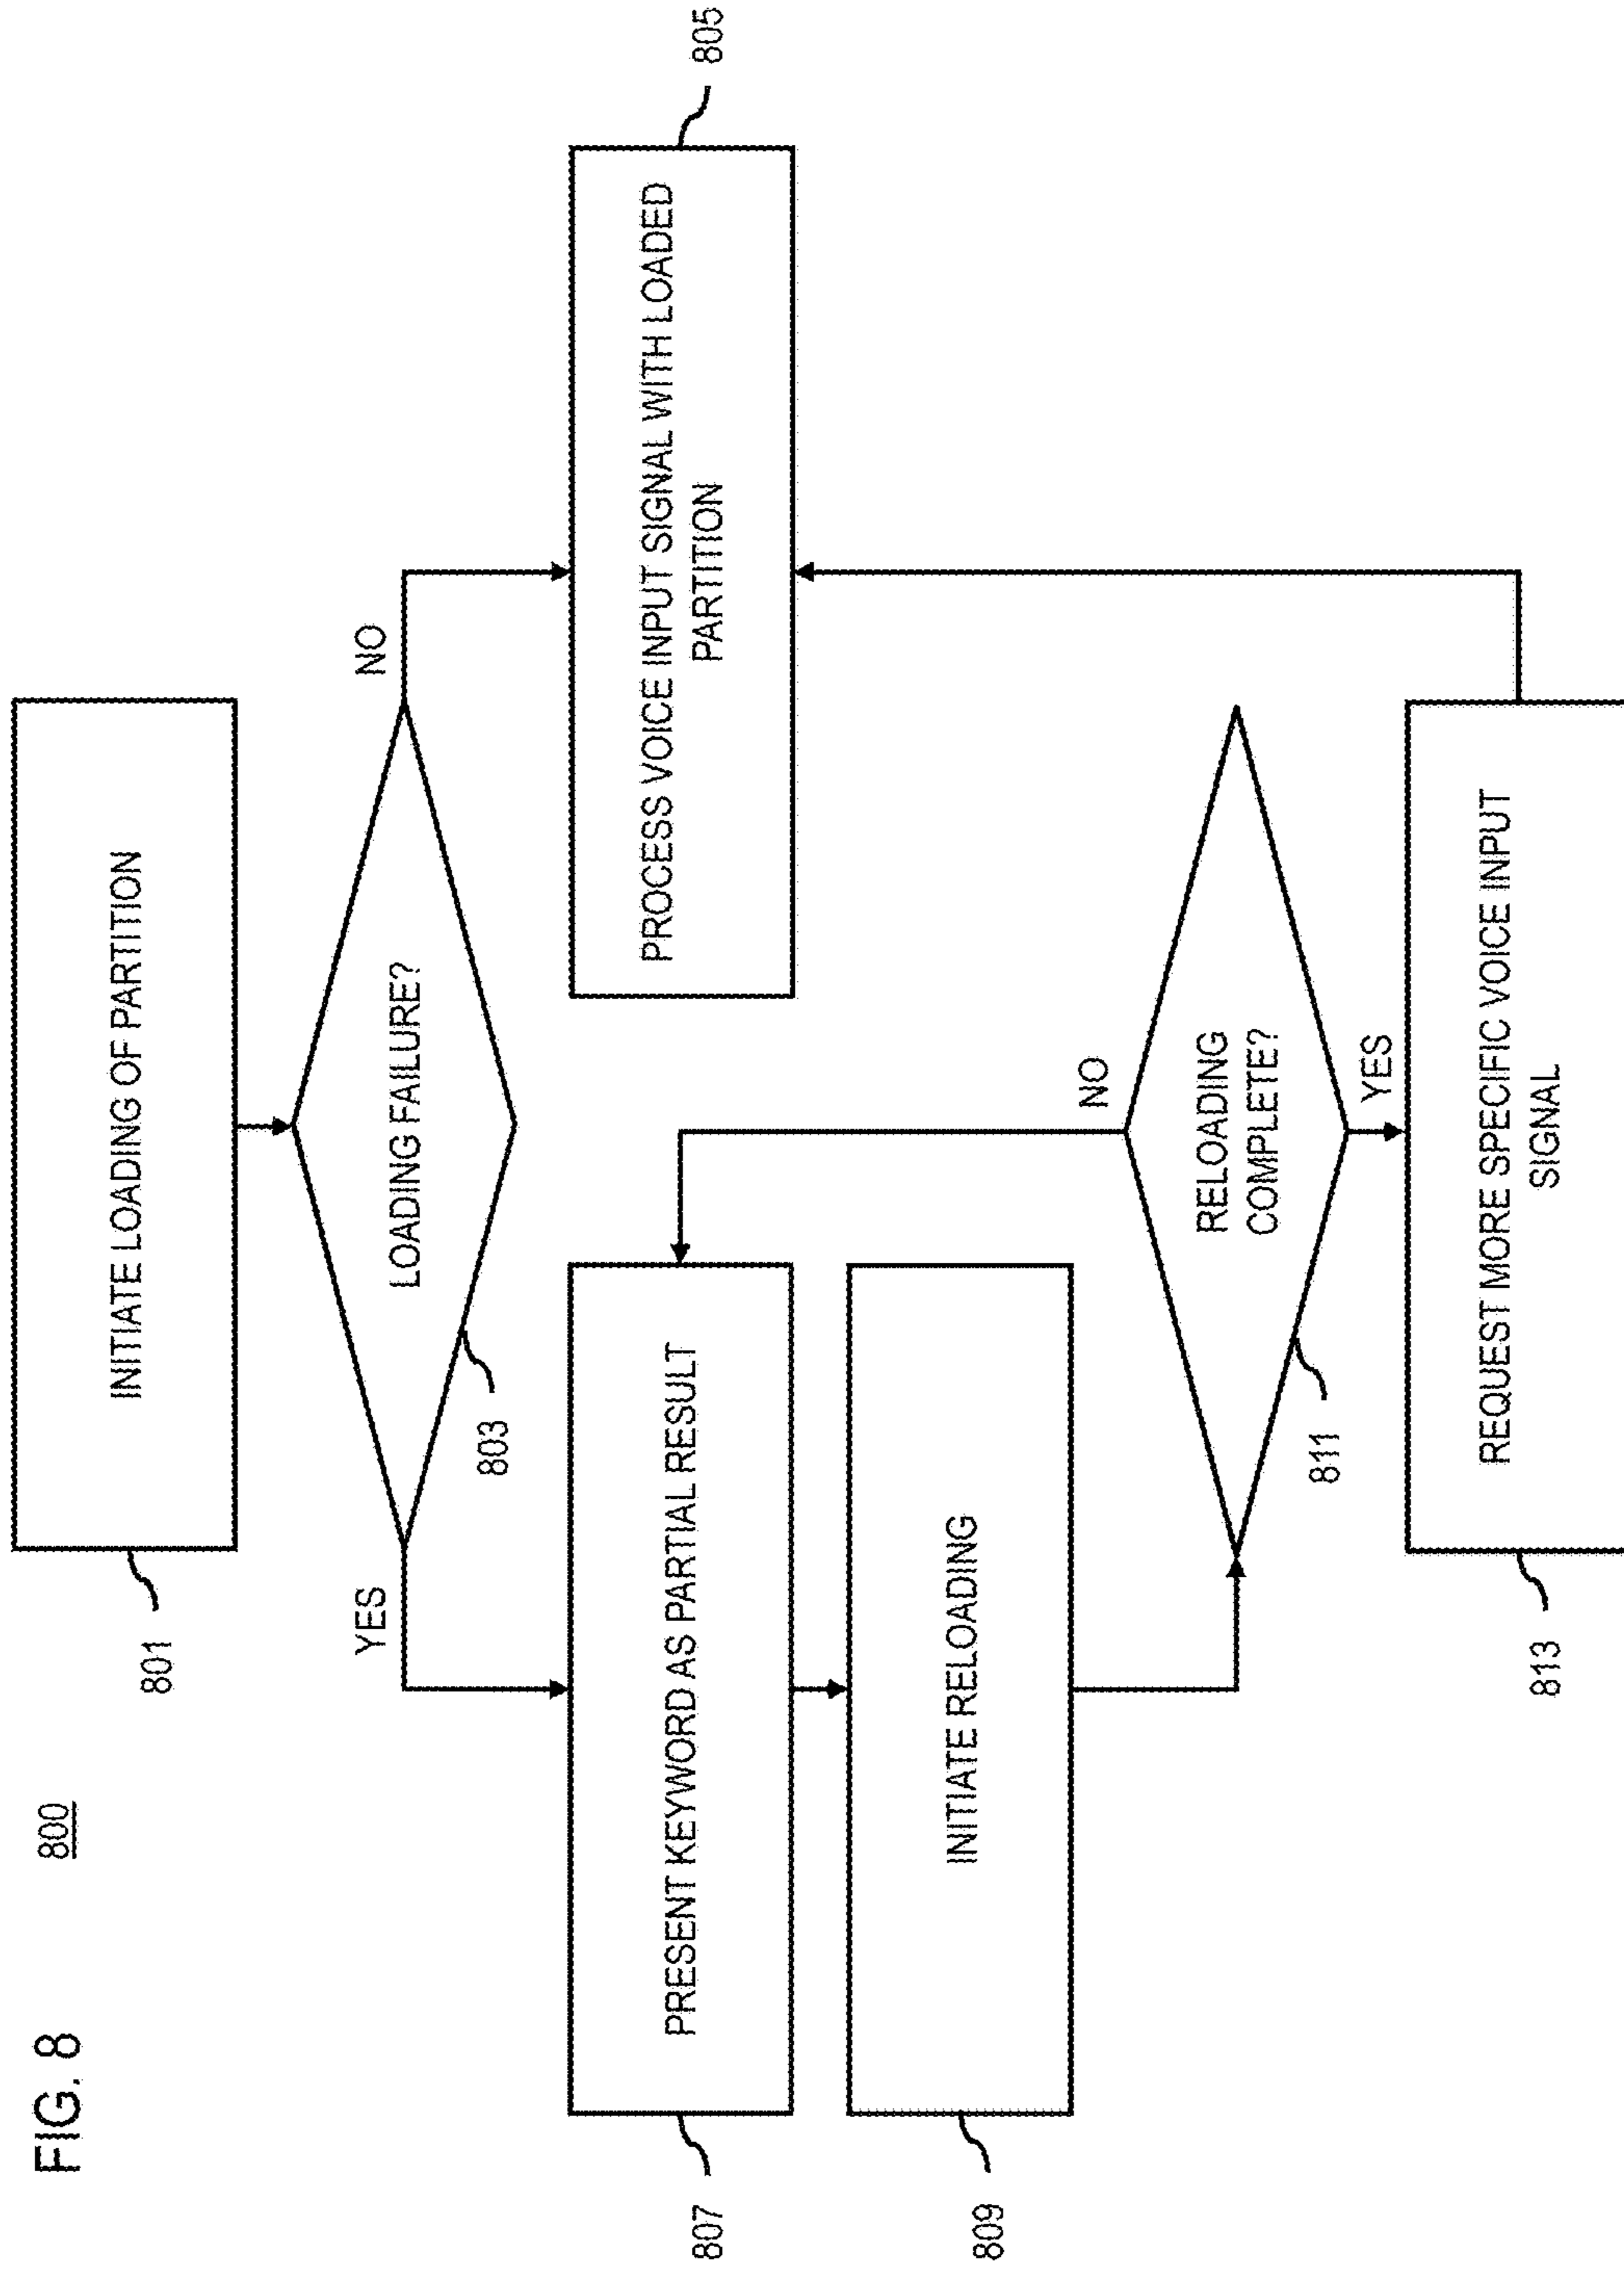 FIG. 8
800
801
INITIATE LOADING OF PARTITION
LOADING FAILURE?
803
YES
NO
PROCESS VOICE INPUT SIGNAL WITH LOADED
PARTITION
805
PRESENT KEYWORD AS PARTIAL RESULT
807
INITIATE RELOADING
809
NO
RELOADING
COMPLETE?
811
YES
REQUEST MORE SPECIFIC VOICE INPUT
SIGNAL
813